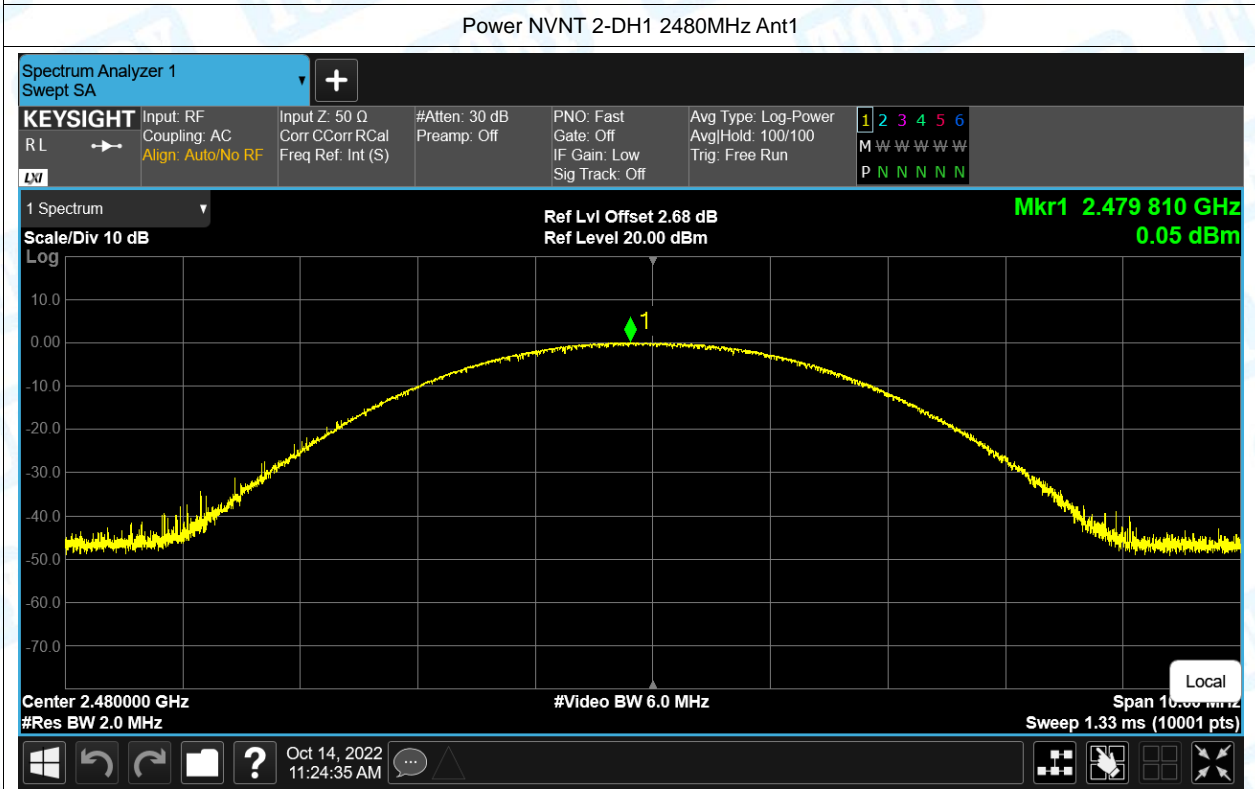 Power NVNT 2-DH1 2480MHz Ant1
Spectrum Analyzer 1
Swept SA
KEYSIGHT
R L
LXI
Input: RF
Coupling: AC
Align: Auto/No RF
Input Z: 50 Ω
Corr CCorr RCal
Freq Ref: Int (S)
#Atten: 30 dB
Preamp: Off
PNO: Fast
Gate: Off
IF Gain: Low
Sig Track: Off
Avg Type: Log-Power
Avg|Hold: 100/100
Trig: Free Run
1 2 3 4 5 6
M W W W W W
P N N N N N
1 Spectrum
Scale/Div 10 dB
Log
Ref Lvl Offset 2.68 dB
Ref Level 20.00 dBm
Mkr1 2.479 810 GHz
0.05 dBm
10.0
0.00
-10.0
-20.0
-30.0
-40.0
-50.0
-60.0
-70.0
1
Local
Center 2.480000 GHz
#Res BW 2.0 MHz
#Video BW 6.0 MHz
Span 10.00 MHz
Sweep 1.33 ms (10001 pts)
?
Oct 14, 2022
11:24:35 AM